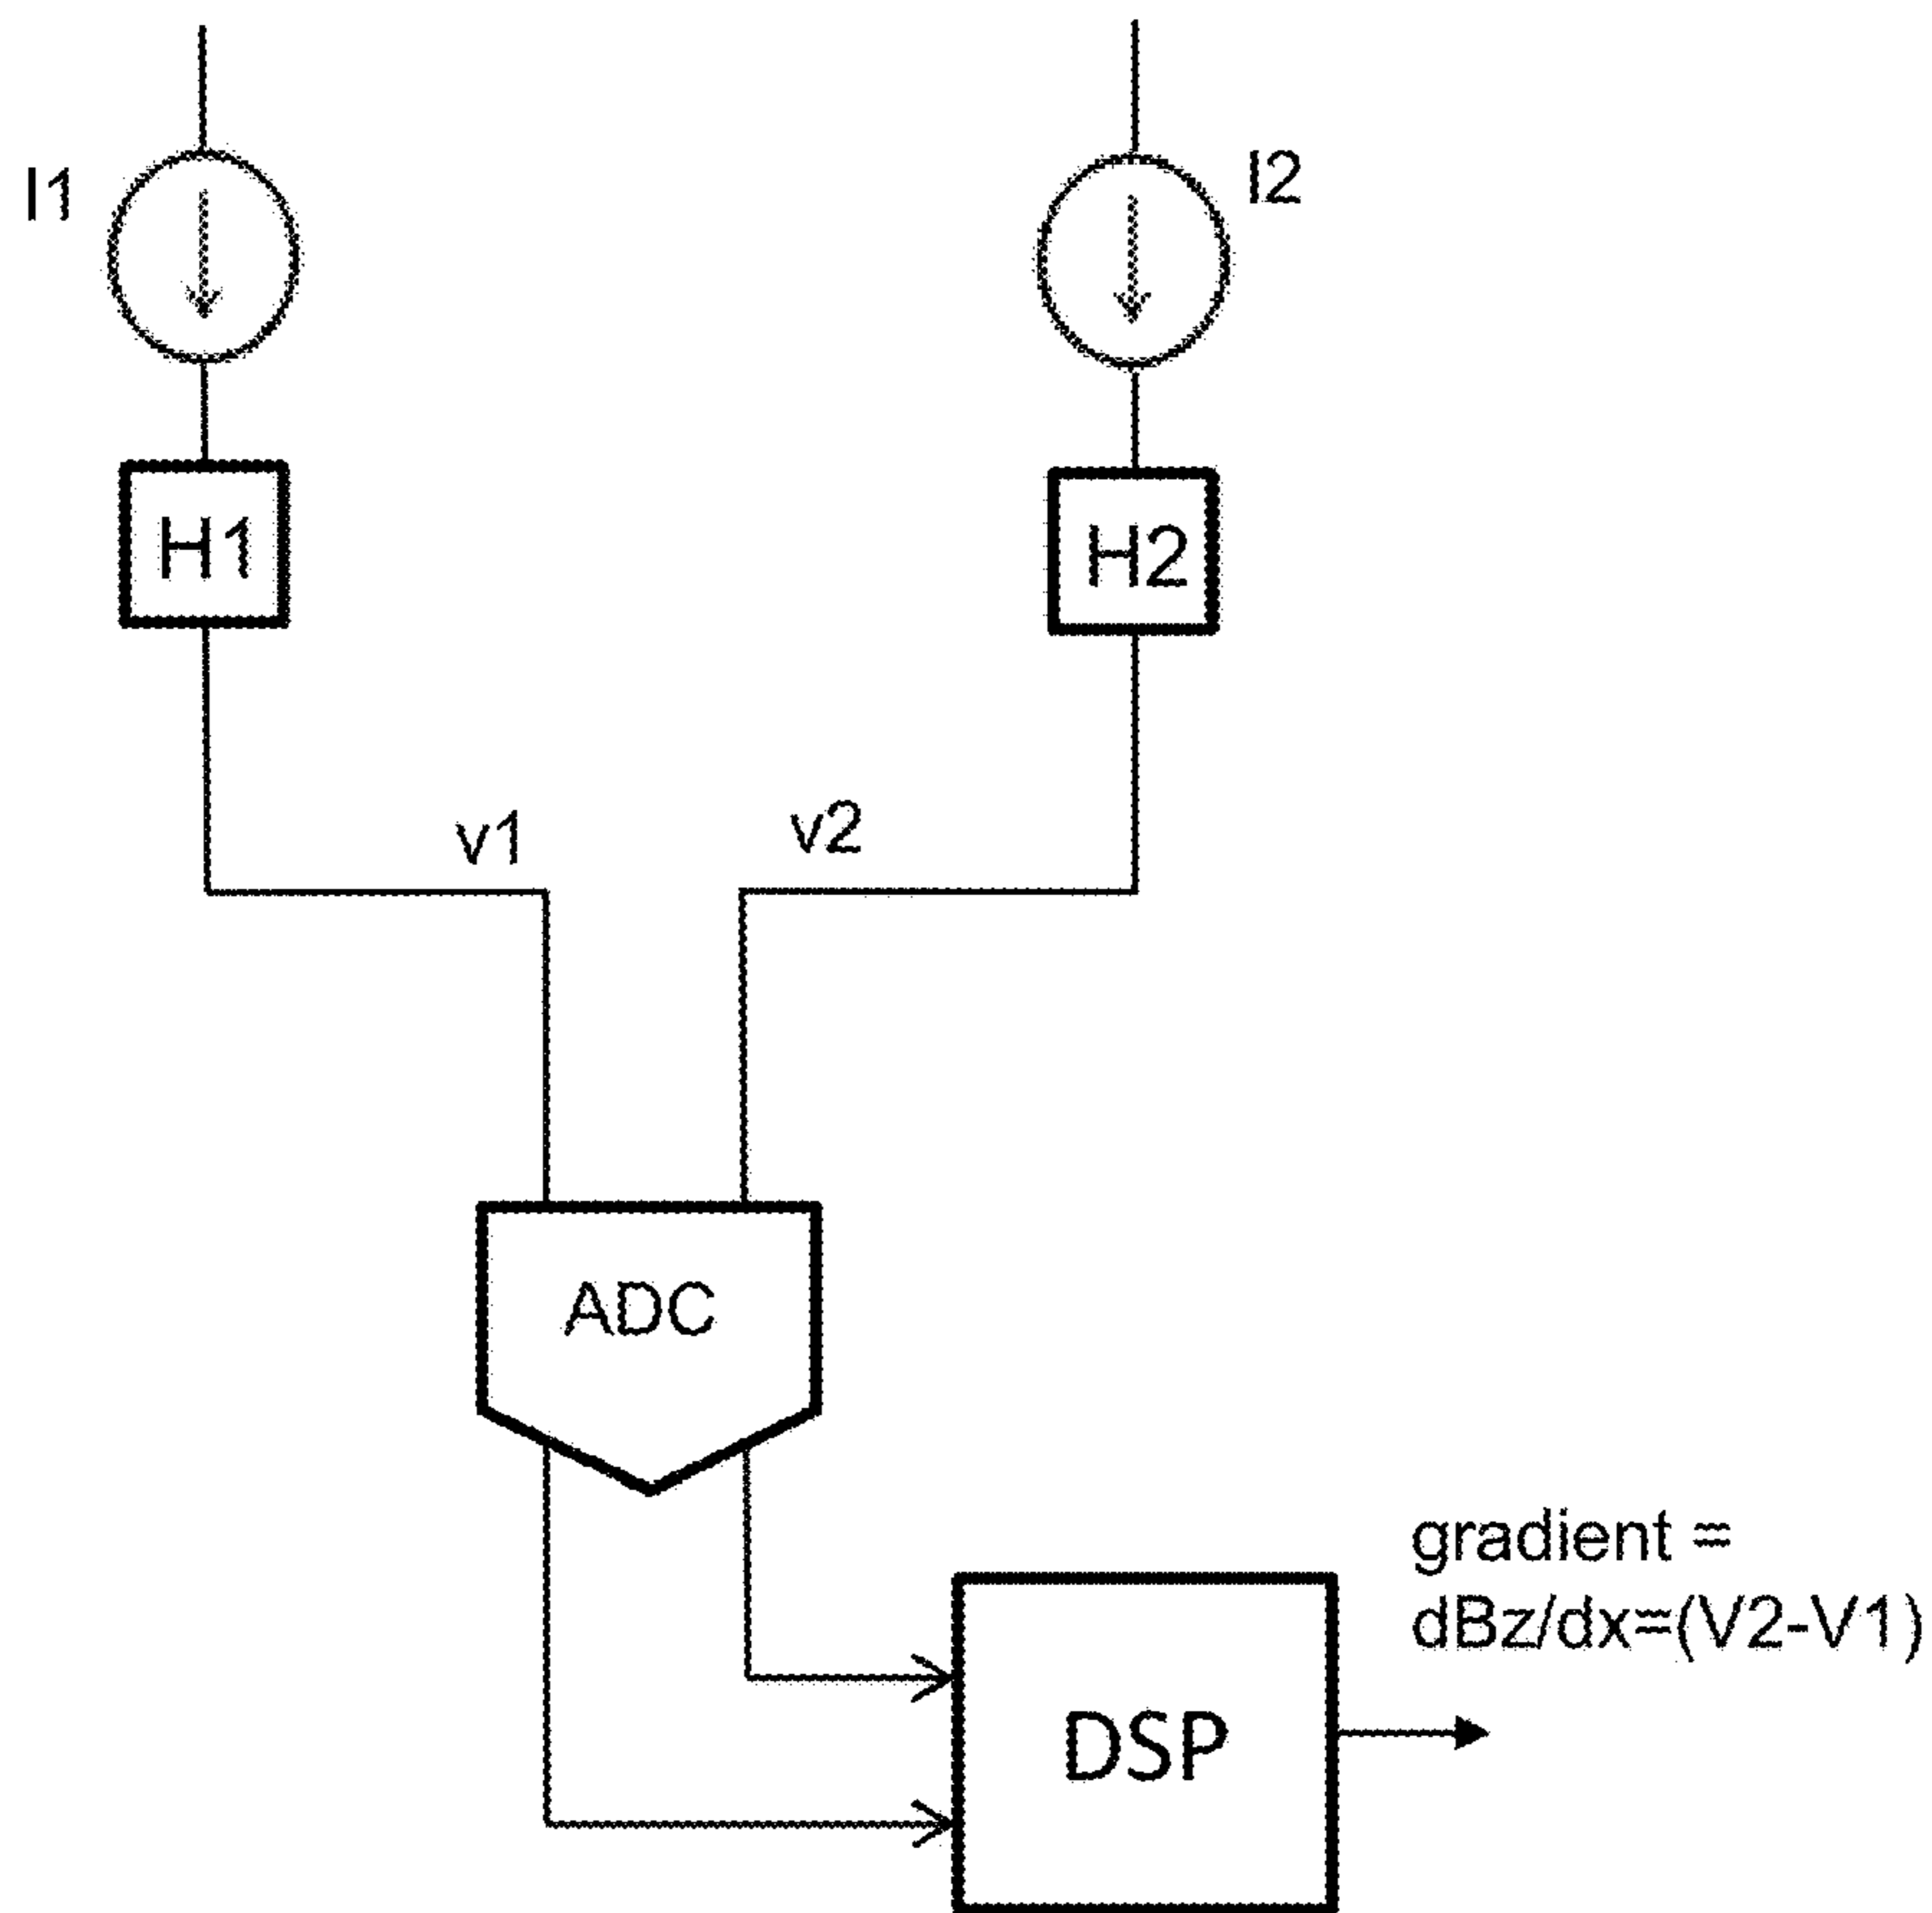 I1
I2
H1
H2
v1
v2
ADC
gradient =
dBz/dx=(V2-V1)
DSP